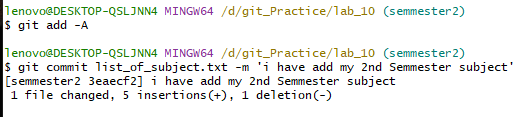 lenovo@DESKTOP-QSLJNN4 MINGW64 /d/git_Practice/lab_10 (semmester2)
$ git add -A
lenovo@DESKTOP-QSLJNN4 MINGW64 /d/git_Practice/lab_10 (semmester2)
$ git commit list_of_subject.txt -m 'i have add my 2nd Semmester subject'
[semmester2 3eaecf2] i have add my 2nd Semmester subject
1 file changed, 5 insertions(+), 1 deletion(-)